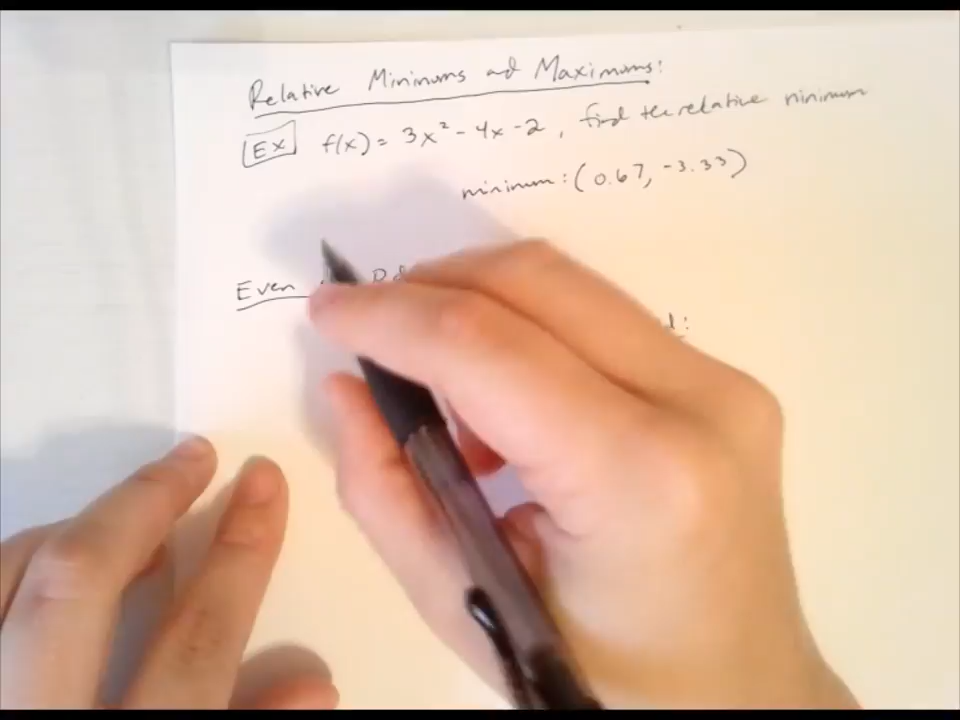 Relative Minimums and Maximums:
Ex f(x) = 3x² - 4x - 2, find the relative minimum
minimum: (0.67, -3.33)
Even